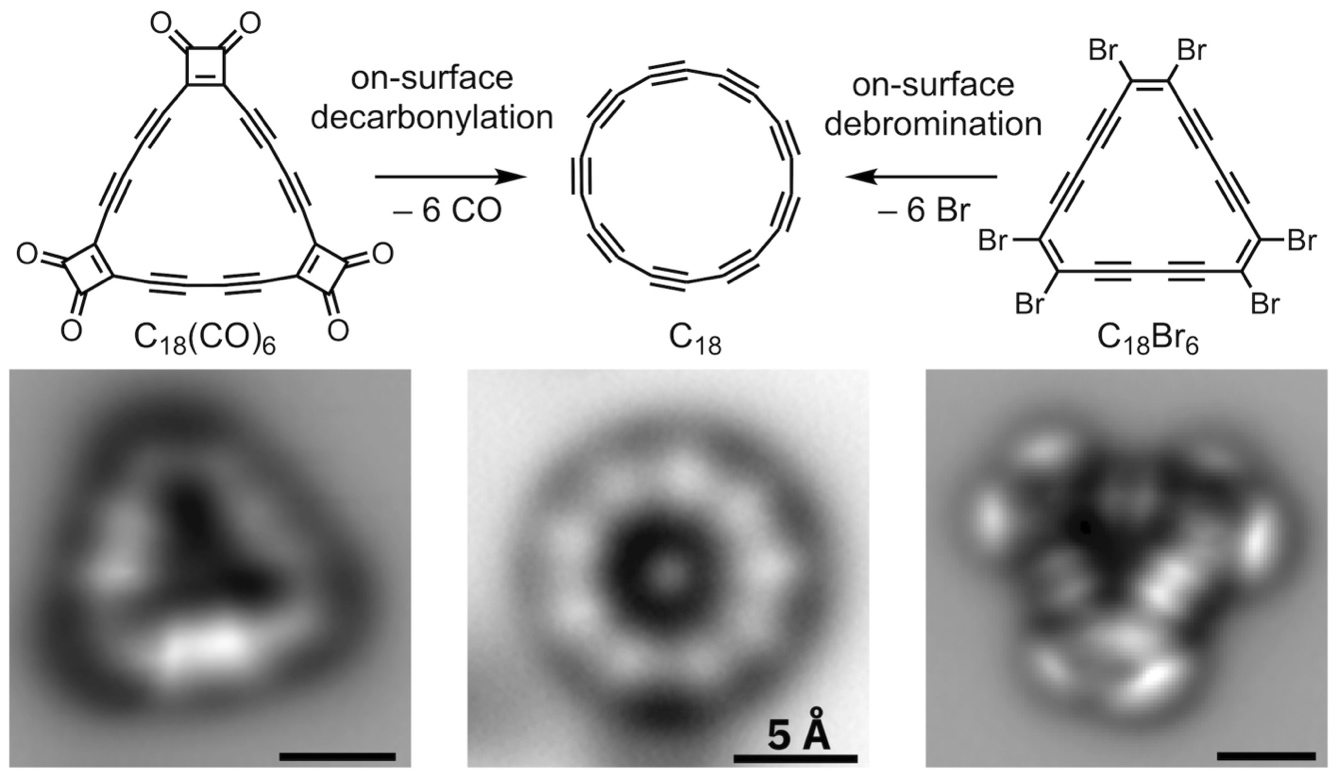 O O
on-surface
decarbonylation
– 6 CO
O O
O O
C₁₈(CO)₆
C₁₈
on-surface
debromination
– 6 Br
Br Br
Br Br
Br Br
C₁₈Br₆
5 Å